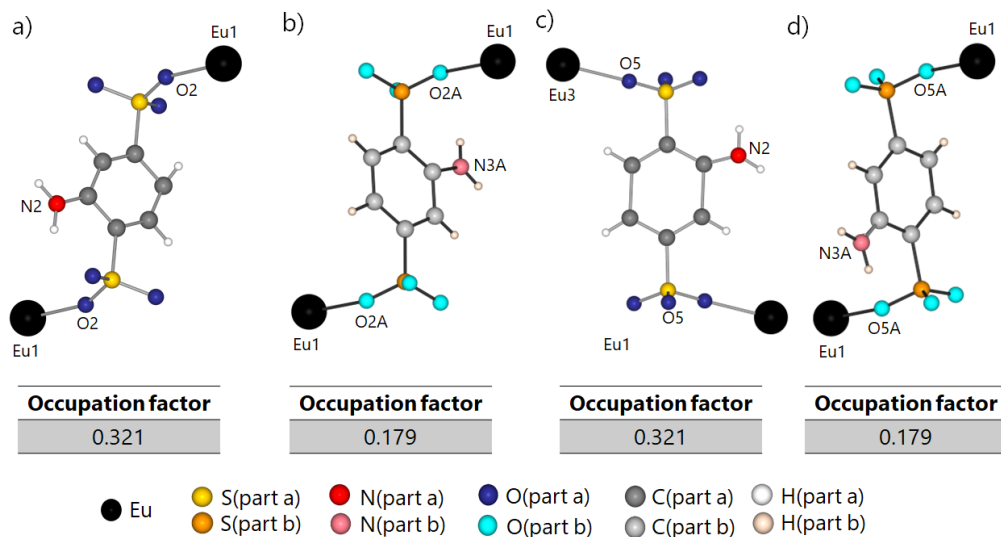 a)
Eu1
O2
N2
O2
Eu1
Occupation factor
0.321
b)
Eu1
O2A
N3A
O2A
Eu1
Occupation factor
0.179
c)
O5
Eu3
N2
O5
Eu1
Occupation factor
0.321
d)
Eu1
O5A
N3A
O5A
Eu1
Occupation factor
0.179
Eu
S(part a)
S(part b)
N(part a)
N(part b)
O(part a)
O(part b)
C(part a)
C(part b)
H(part a)
H(part b)